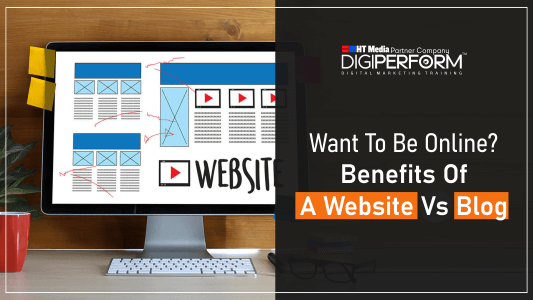 HT Media Partner Company
DIGIPERFORM™
DIGITAL MARKETING TRAINING
Want To Be Online?
Benefits Of
A Website Vs Blog
WEBSITE